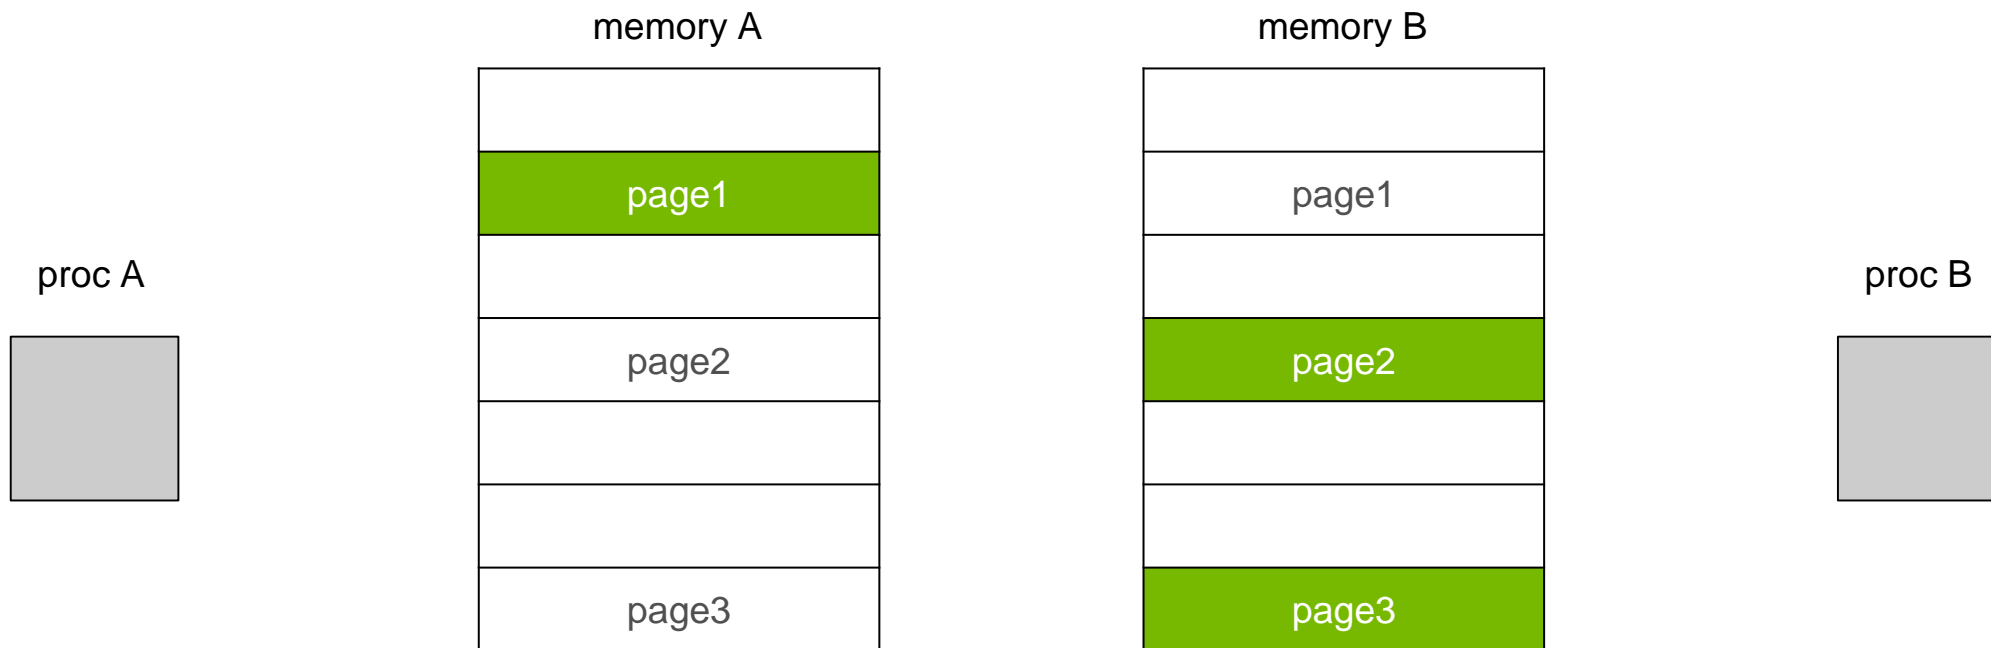 memory A
memory B
page1
page1
proc A
proc B
page2
page2
page3
page3